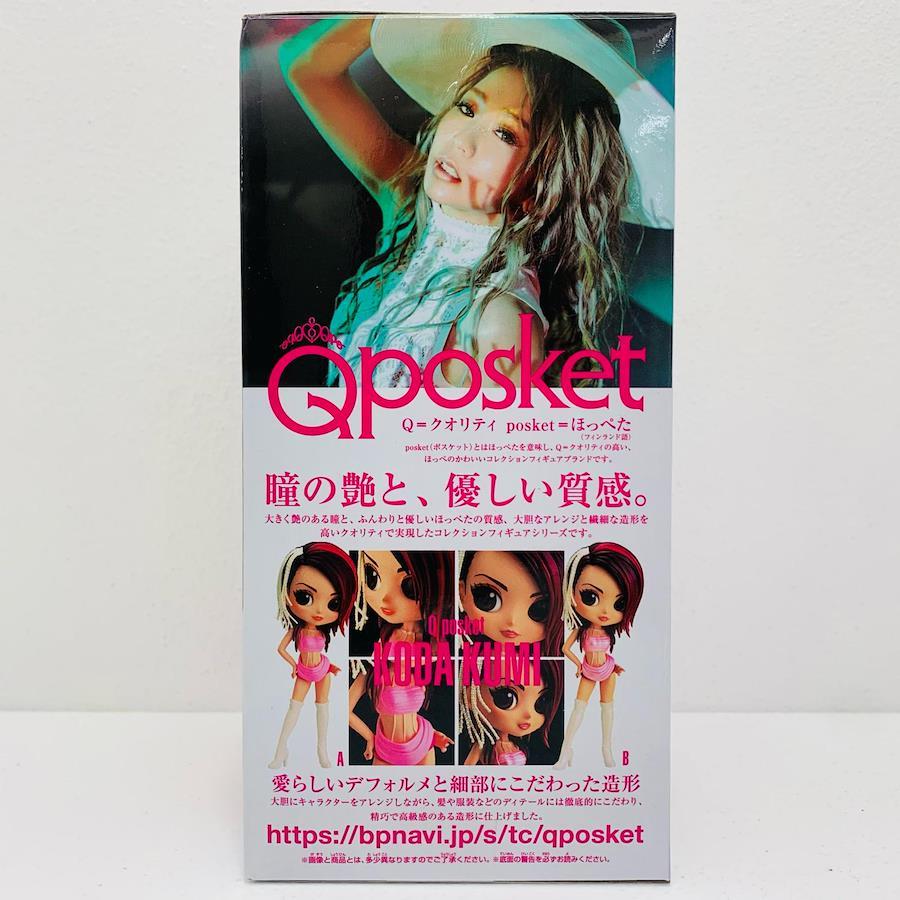 Qposket
Q＝クオリティ posket＝ほっぺた
（フィンランド語）
posket（ポスケット）とはほっぺたを意味し、Q＝クオリティの高い、
ほっぺのかわいいコレクションフィギュアブランドです。
瞳の艶と、優しい質感。
大きく艶のある瞳と、ふんわりと優しいほっぺたの質感、大胆なアレンジと繊細な造形を
高いクオリティで実現したコレクションフィギュアシリーズです。
Q posket
KODA KUMI
A
B
愛らしいデフォルメと細部にこだわった造形
大胆にキャラクターをアレンジしながら、髪や服装などのディテールには徹底的にこだわり、
精巧で高級感のある造形に仕上げました。
https://bpnavi.jp/s/tc/qposket
※画像と商品とは、多少異なりますのでご了承ください。※底面の警告を必ずお読みください。